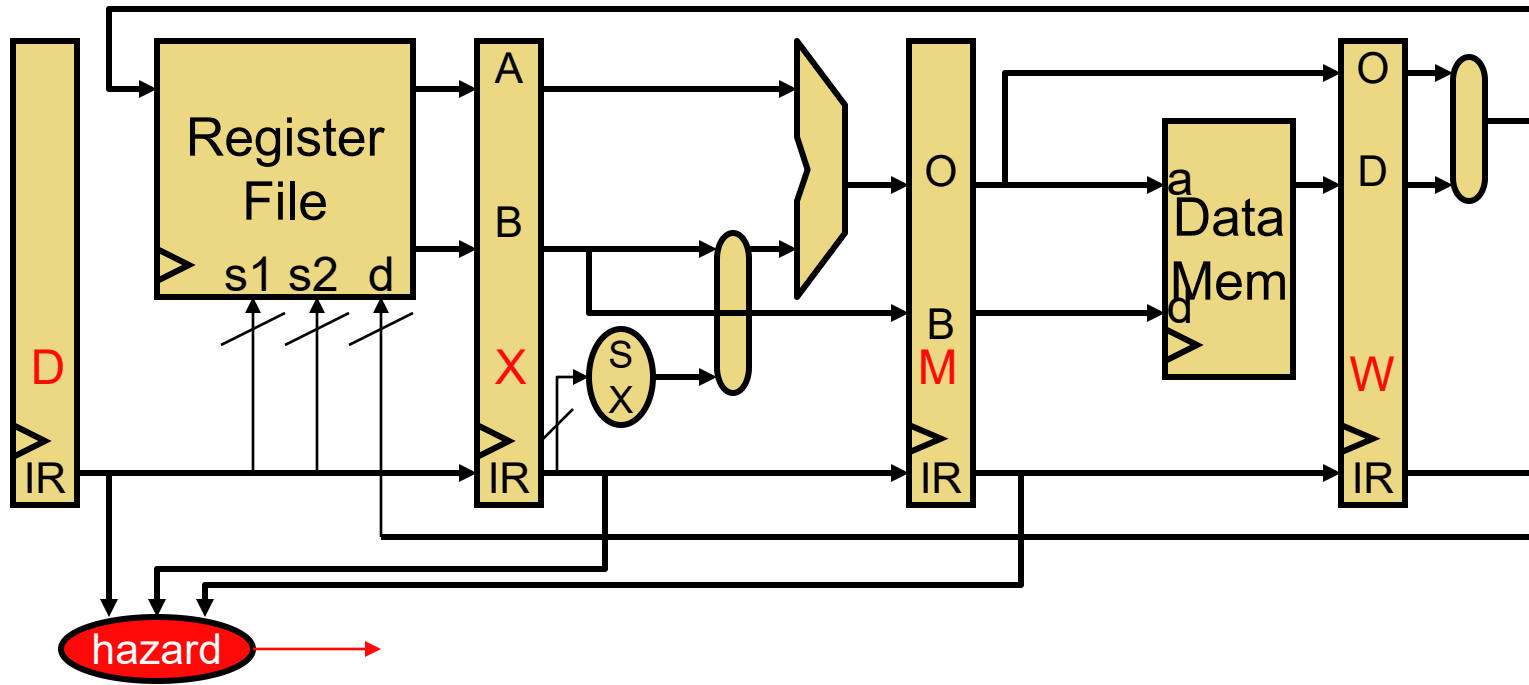 A
O
O
Register
File
B
O
D
a
Data
Mem
d
s1 s2 d
B
S
X
D
X
M
W
IR
IR
IR
IR
hazard